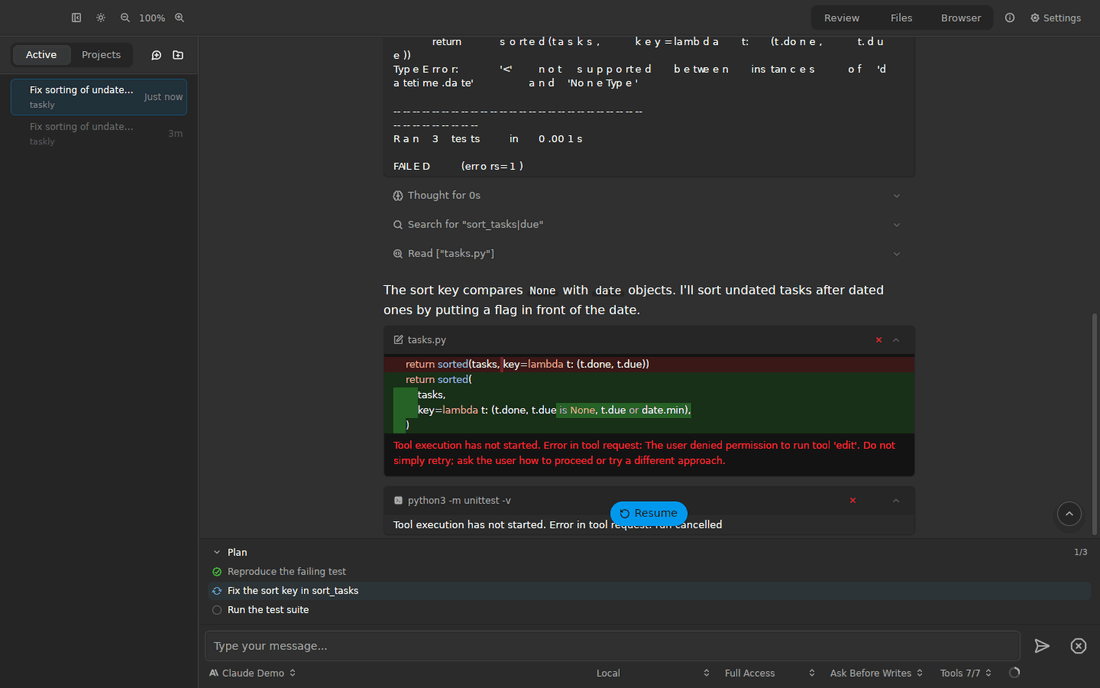 100%
Review
Files
Browser
Settings
Active
Projects
Fix sorting of undate...
taskly
Just now
Fix sorting of undate...
taskly
3m
return sorted(tasks, key=lambda t: (t.done, t.du
e))
TypeError: '<' not supported between instances of 'd
atetime.date' and 'NoneType'
----------------------------------------------------
----------------
Ran 3 tests in 0.001s
FAILED (errors=1)
Thought for 0s
Search for "sort_tasks|due"
Read ["tasks.py"]
The sort key compares None with date objects. I'll sort undated tasks after dated
ones by putting a flag in front of the date.
tasks.py
return sorted(tasks, key=lambda t: (t.done, t.due))
return sorted(
tasks,
key=lambda t: (t.done, t.due is None, t.due or date.min),
)
Tool execution has not started. Error in tool request: The user denied permission to run tool 'edit'. Do not
simply retry; ask the user how to proceed or try a different approach.
python3 -m unittest -v
Resume
Tool execution has not started. Error in tool request: run cancelled
Plan
1/3
Reproduce the failing test
Fix the sort key in sort_tasks
Run the test suite
Type your message...
Claude Demo
Local
Full Access
Ask Before Writes
Tools 7/7